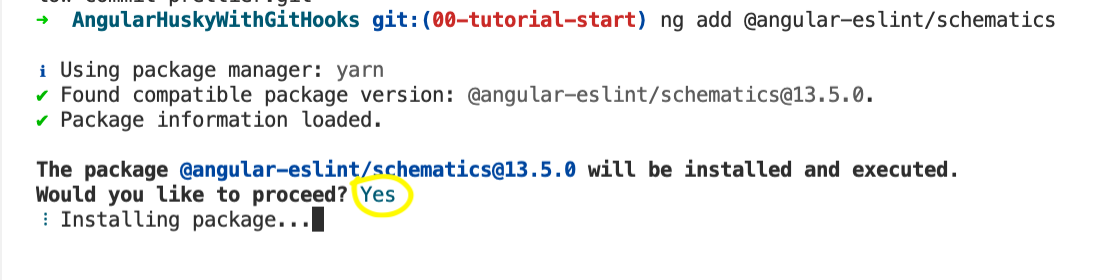 ➜ AngularHuskyWithGitHooks git:(00-tutorial-start) ng add @angular-eslint/schematics
ℹ Using package manager: yarn
✔ Found compatible package version: @angular-eslint/schematics@13.5.0.
✔ Package information loaded.
The package @angular-eslint/schematics@13.5.0 will be installed and executed.
Would you like to proceed? Yes
⋮ Installing package...